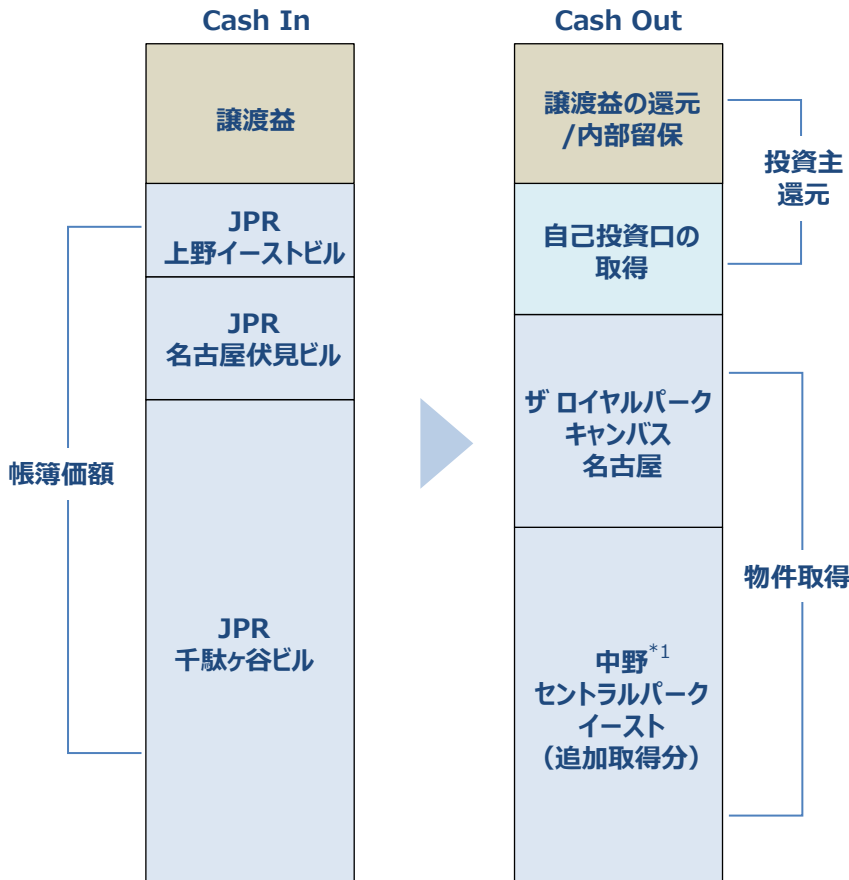 Cash In
譲渡益
JPR
上野イーストビル
JPR
名古屋伏見ビル
JPR
千駄ヶ谷ビル
帳簿価額
Cash Out
譲渡益の還元
/内部留保
自己投資口の
取得
ザ ロイヤルパーク
キャンバス
名古屋
中野*1
セントラルパーク
イースト
（追加取得分）
投資主
還元
物件取得